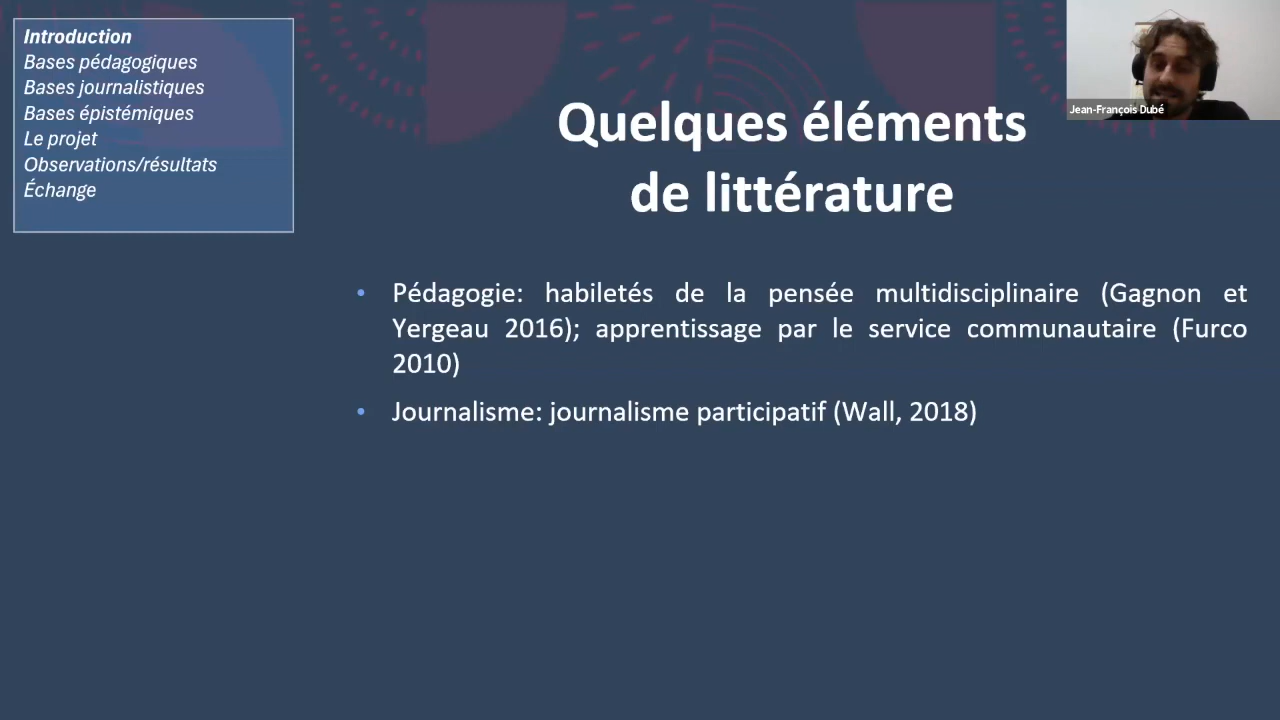 Introduction
Bases pédagogiques
Bases journalistiques
Bases épistémiques
Le projet
Observations/résultats
Échange
Jean-François Dubé
Quelques éléments
de littérature
• Pédagogie: habiletés de la pensée multidisciplinaire (Gagnon et
Yergeau 2016); apprentissage par le service communautaire (Furco
2010)
• Journalisme: journalisme participatif (Wall, 2018)